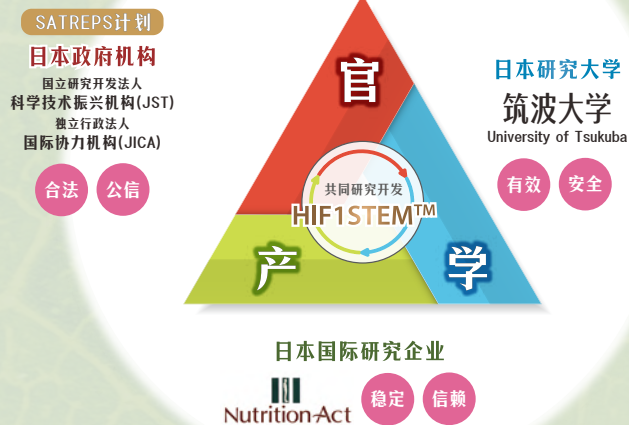 SATREPS计划
日本政府机构
国立研究开发法人
科学技术振兴机构(JST)
独立行政法人
国际协力机构(JICA)
合法 公信
官
日本研究大学
筑波大学
University of Tsukuba
有效 安全
共同研究开发
HIF1STEM™
产 学
日本国际研究企业
Nutrition-Act
稳定 信赖